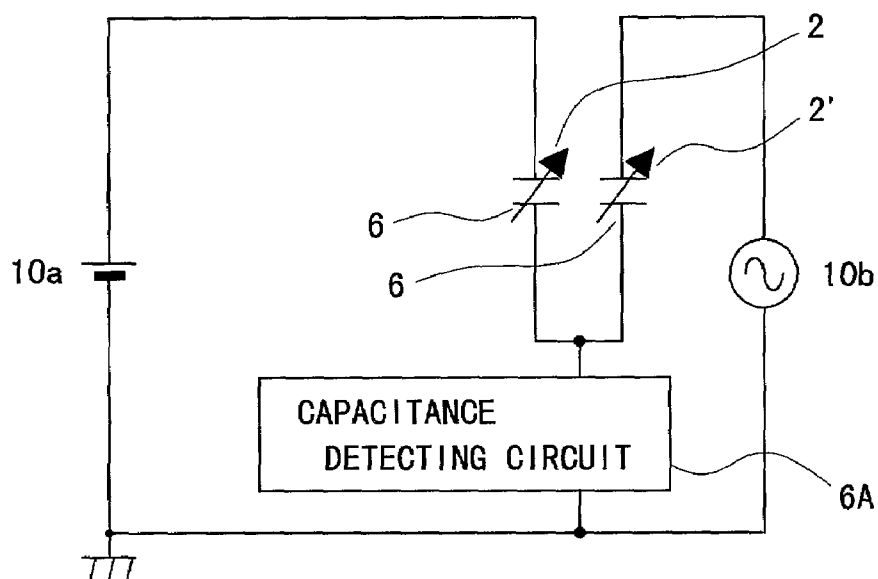 2
2'
6
6
10a
10b
CAPACITANCE
DETECTING CIRCUIT
6A